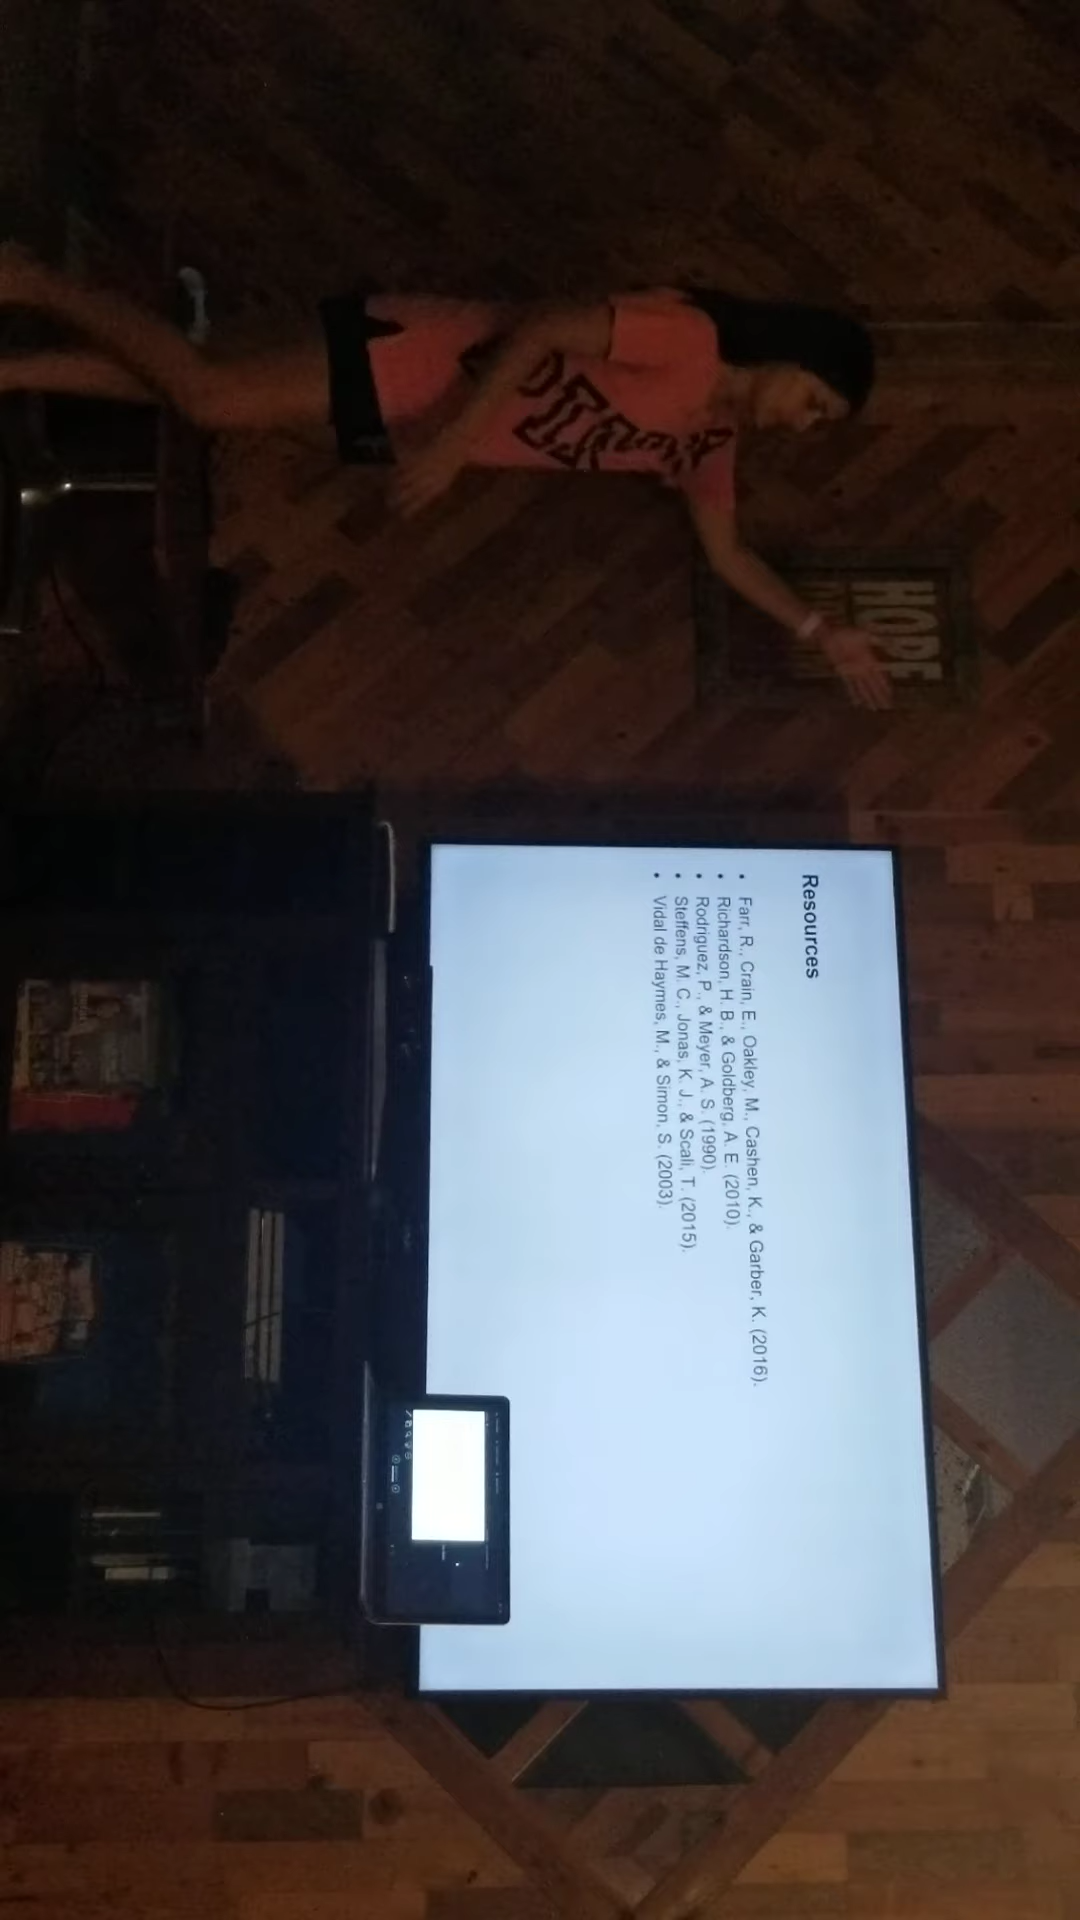 HOPE
Resources
• Farr, R., Crain, E., Oakley, M., Cashen, K., & Garber, K. (2016).
• Richardson, H. B., & Goldberg, A. E. (2010).
• Rodriguez, P., & Meyer, A. S. (1990).
• Steffens, M. C., Jonas, K. J., & Scali, T. (2015).
• Vidal de Haymes, M., & Simon, S. (2003).